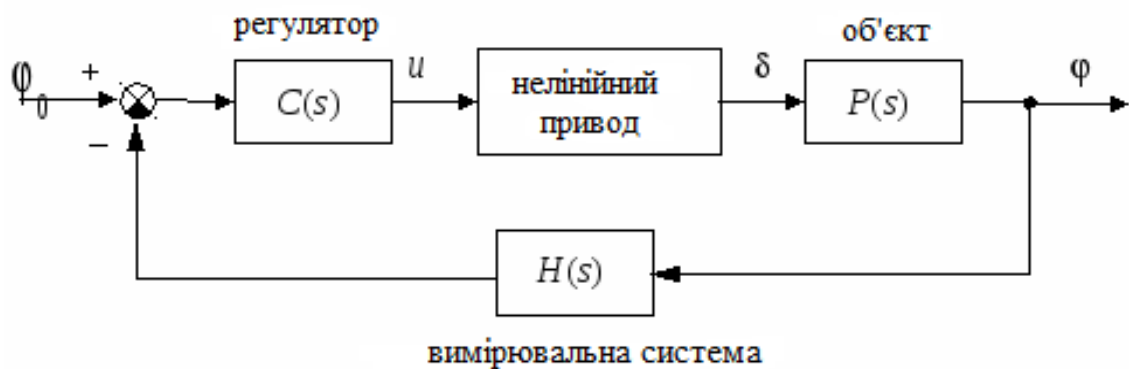 регулятор
об'єкт
φ0
+
−
C(s)
u
нелінійний
привод
δ
P(s)
φ
H(s)
вимірювальна система